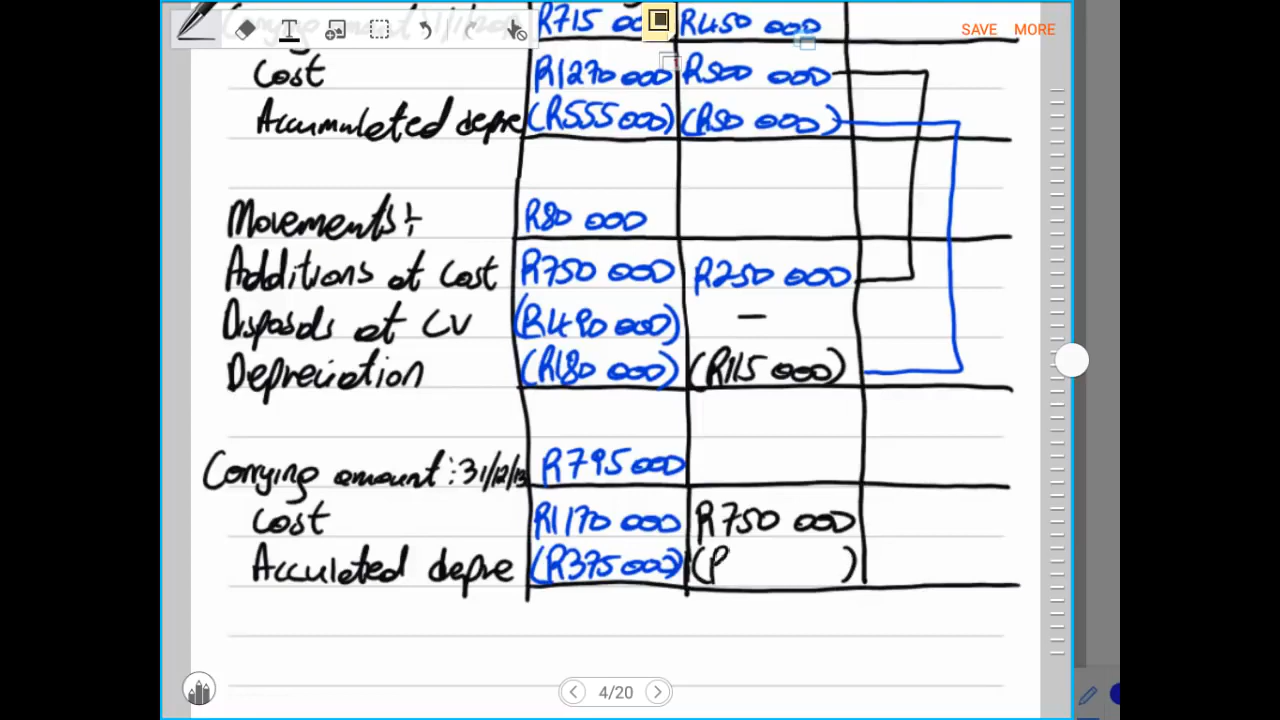 R715 000 R450 000
SAVE MORE
Cost R1270 000 R500 000
Accumulated depre (R555 000) (R50 000)
Movements: R80 000
Additions at cost R750 000 R250 000
Disposals at CV (R490 000) –
Depreciation (R180 000) (R115 000)
Carrying amount: 31/12/13 R795 000
Cost R1170 000 R750 000
Acculated depre (R375 000) (R )
4/20